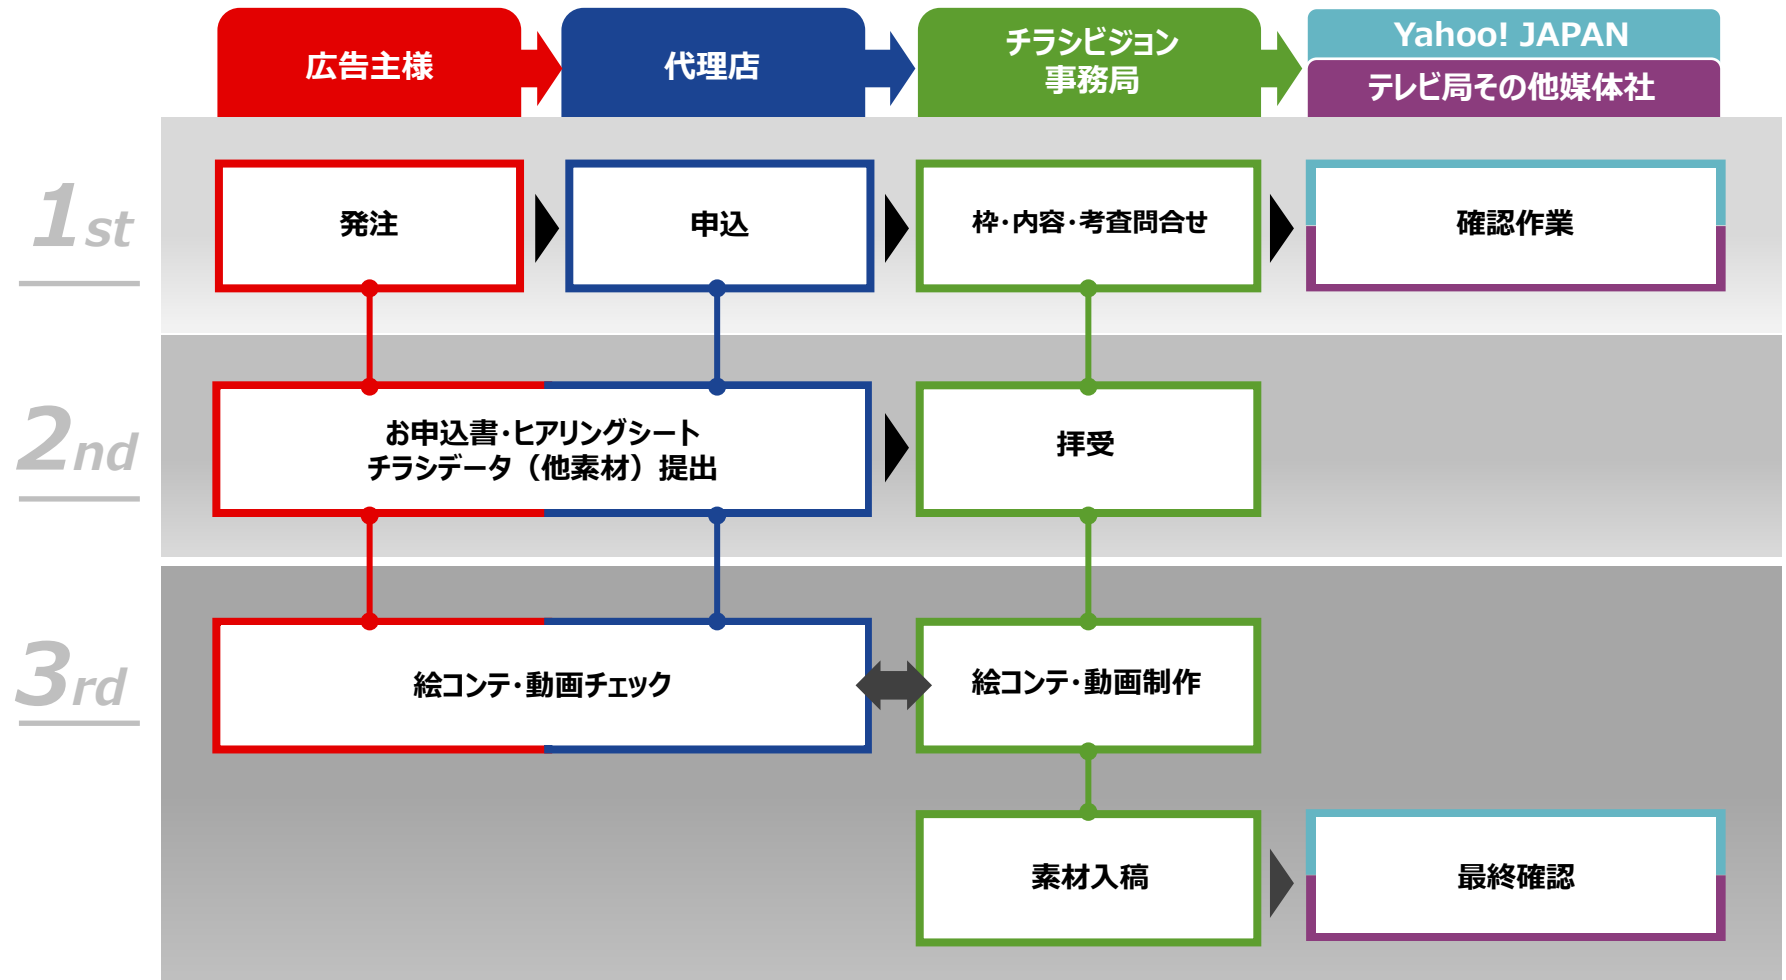 広告主様
代理店
チラシビジョン
事務局
Yahoo! JAPAN
テレビ局その他媒体社
1st
発注
申込
枠・内容・考査問合せ
確認作業
2nd
お申込書・ヒアリングシート
チラシデータ（他素材）提出
拝受
3rd
絵コンテ・動画チェック
絵コンテ・動画制作
素材入稿
最終確認